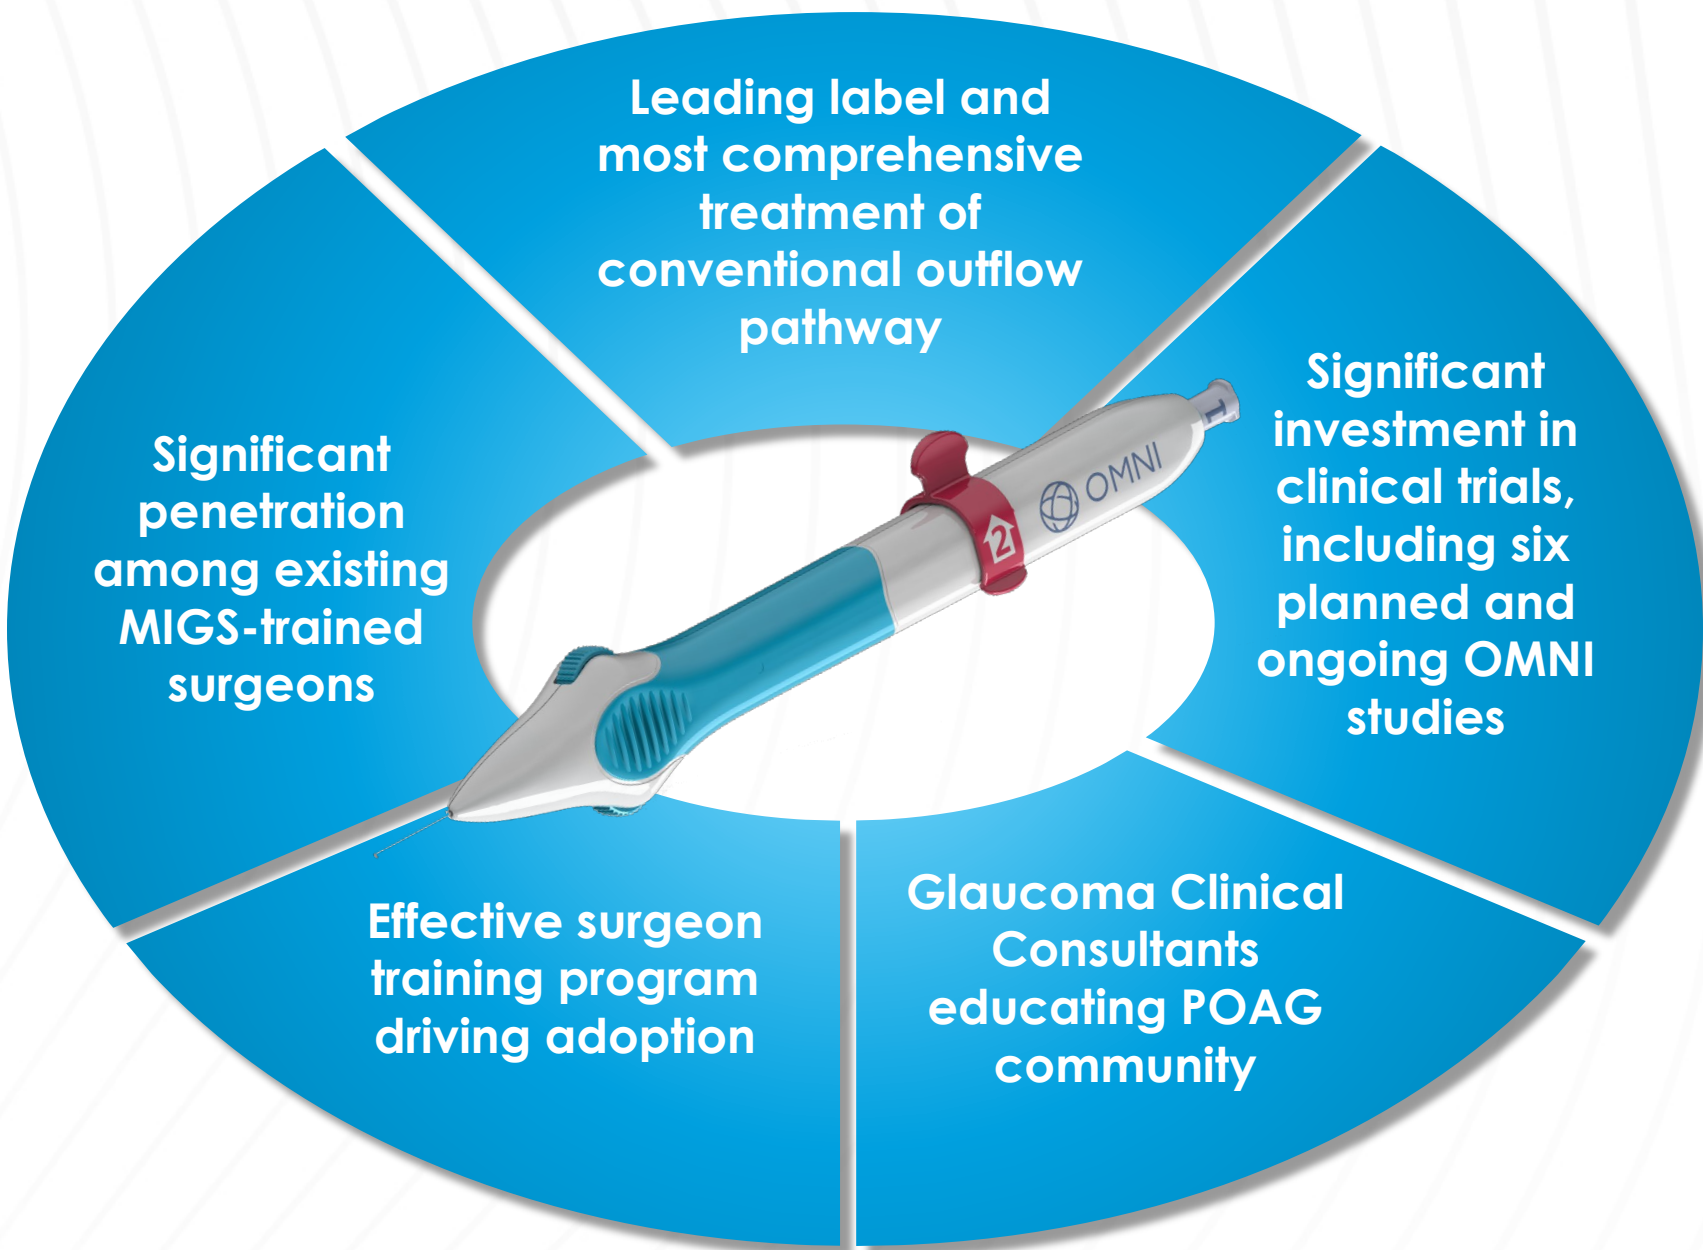 Leading label and
most comprehensive
treatment of
conventional outflow
pathway
Significant
investment in
clinical trials,
including six
planned and
ongoing OMNI
studies
Glaucoma Clinical
Consultants
educating POAG
community
Effective surgeon
training program
driving adoption
Significant
penetration
among existing
MIGS-trained
surgeons
1
OMNI
2